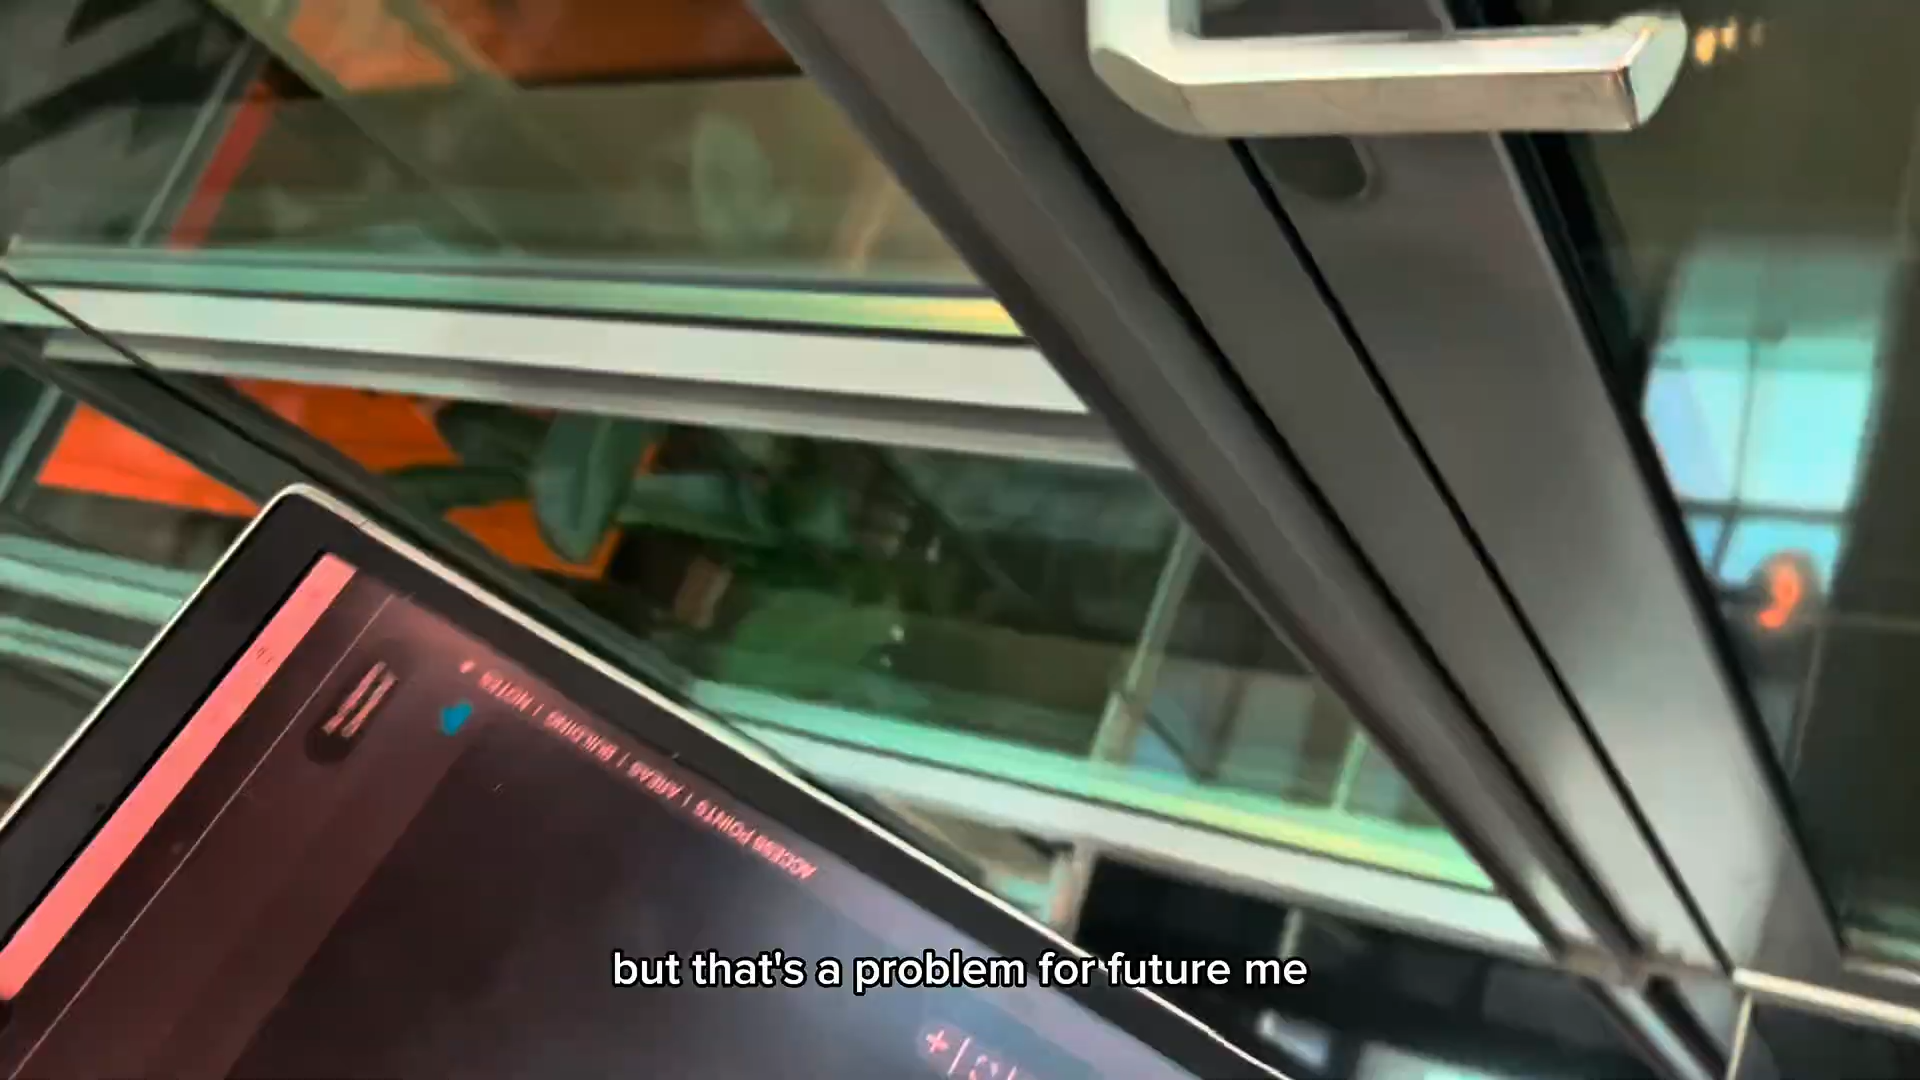 ACCESS POINTS | AREAS | BUILDING | NOTES
but that's a problem for future me